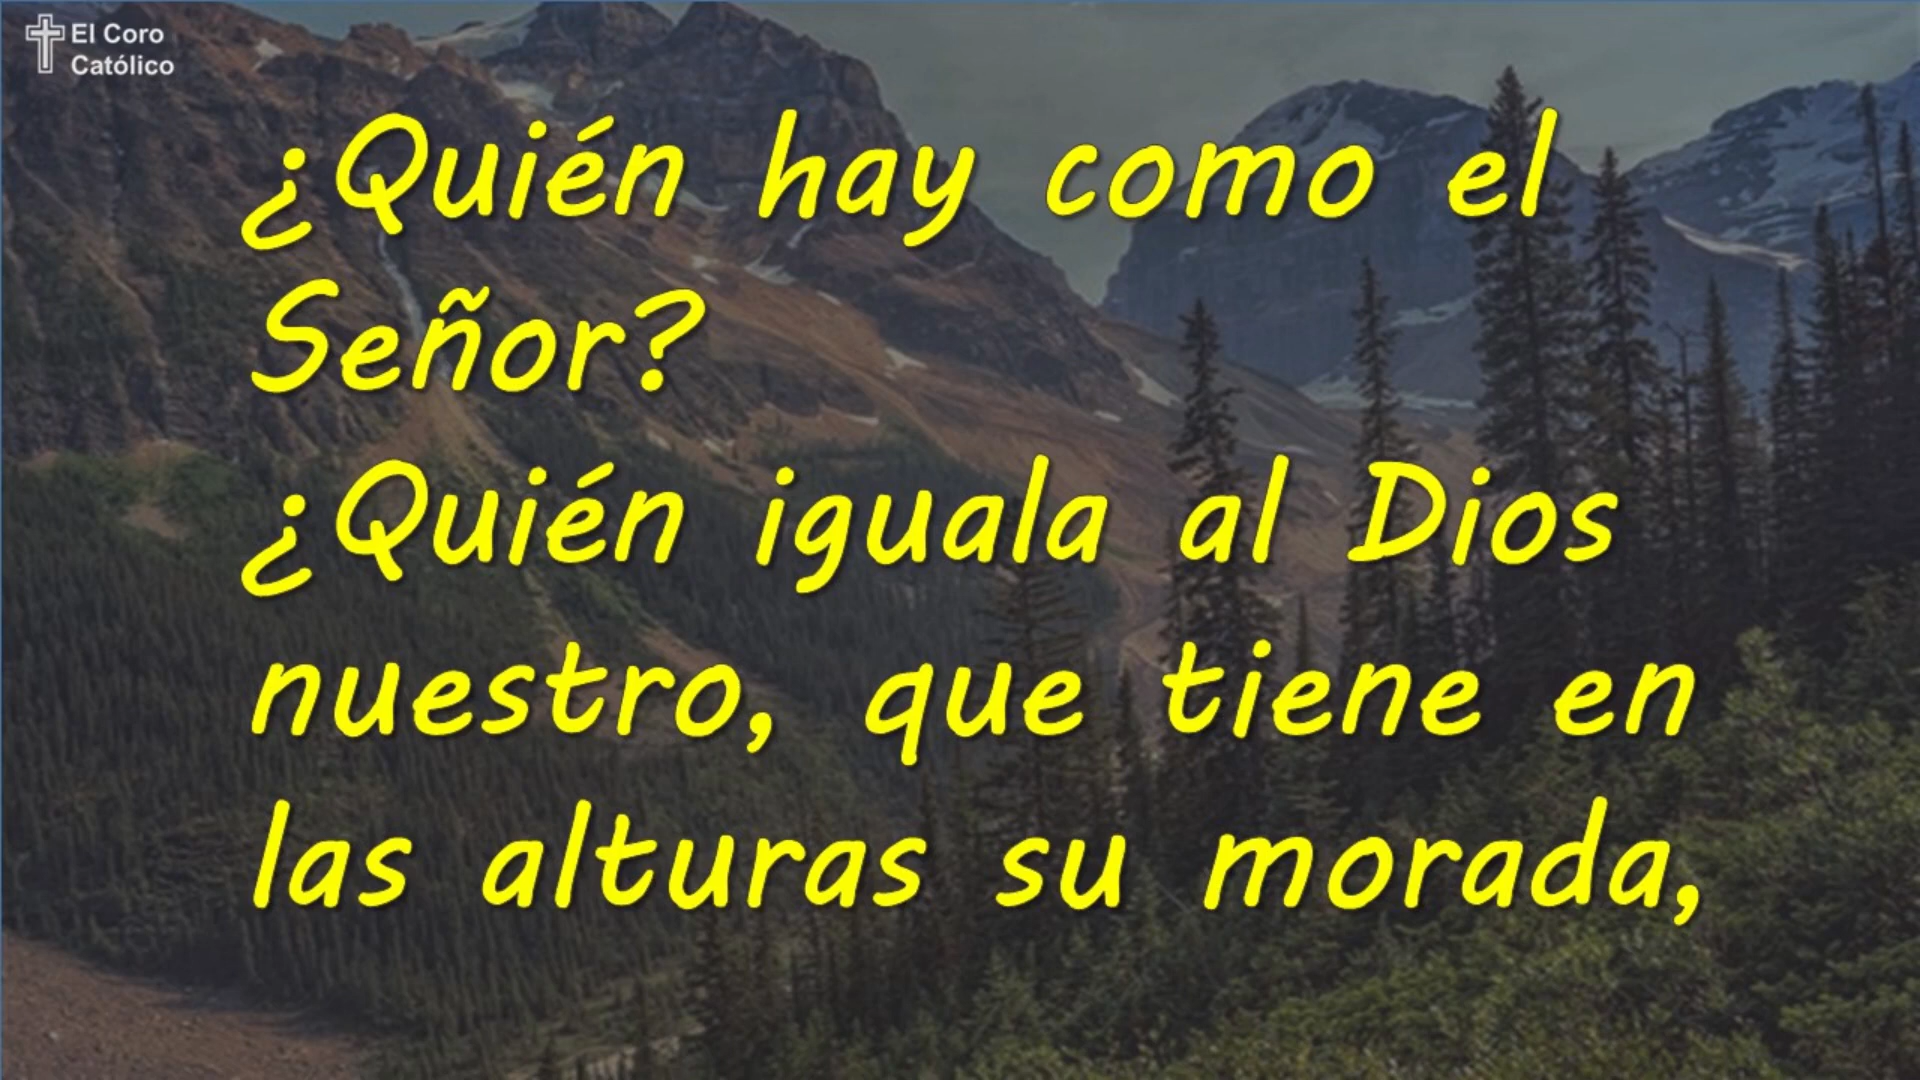 El Coro
Católico
¿Quién hay como el
Señor?
¿Quién iguala al Dios
nuestro, que tiene en
las alturas su morada,